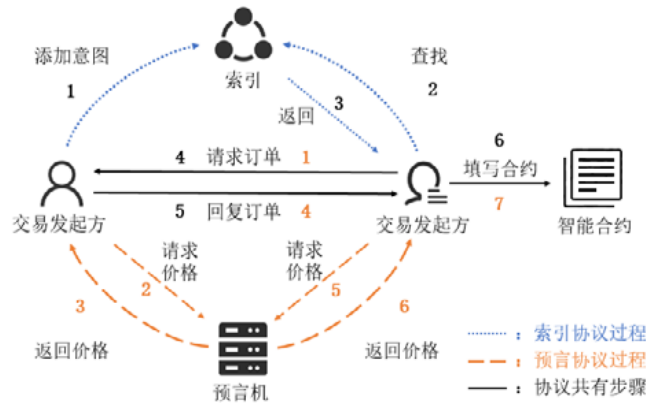 添加意图
1
索引
查找
2
返回
3
4 请求订单 1
5 回复订单 4
6
填写合约
7
交易发起方
交易发起方
智能合约
请求
价格
2
请求
价格
5
3
6
返回价格
返回价格
预言机
：索引协议过程
：预言协议过程
：协议共有步骤